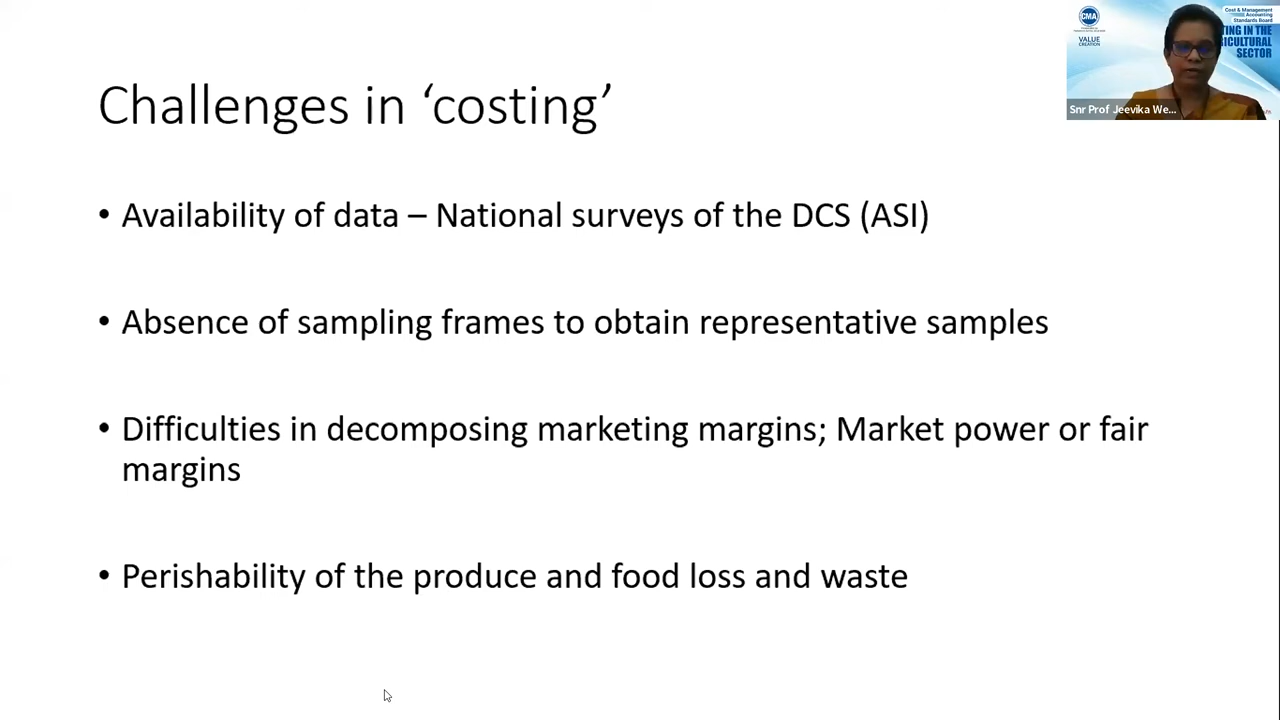 Challenges in ‘costing’
• Availability of data – National surveys of the DCS (ASI)
• Absence of sampling frames to obtain representative samples
• Difficulties in decomposing marketing margins; Market power or fair
margins
• Perishability of the produce and food loss and waste
CMA
VALUE
CREATION
Cost & Management
Accounting
Standards Board
TING IN THE
RICULTURAL
SECTOR
Snr Prof Jeevika We...